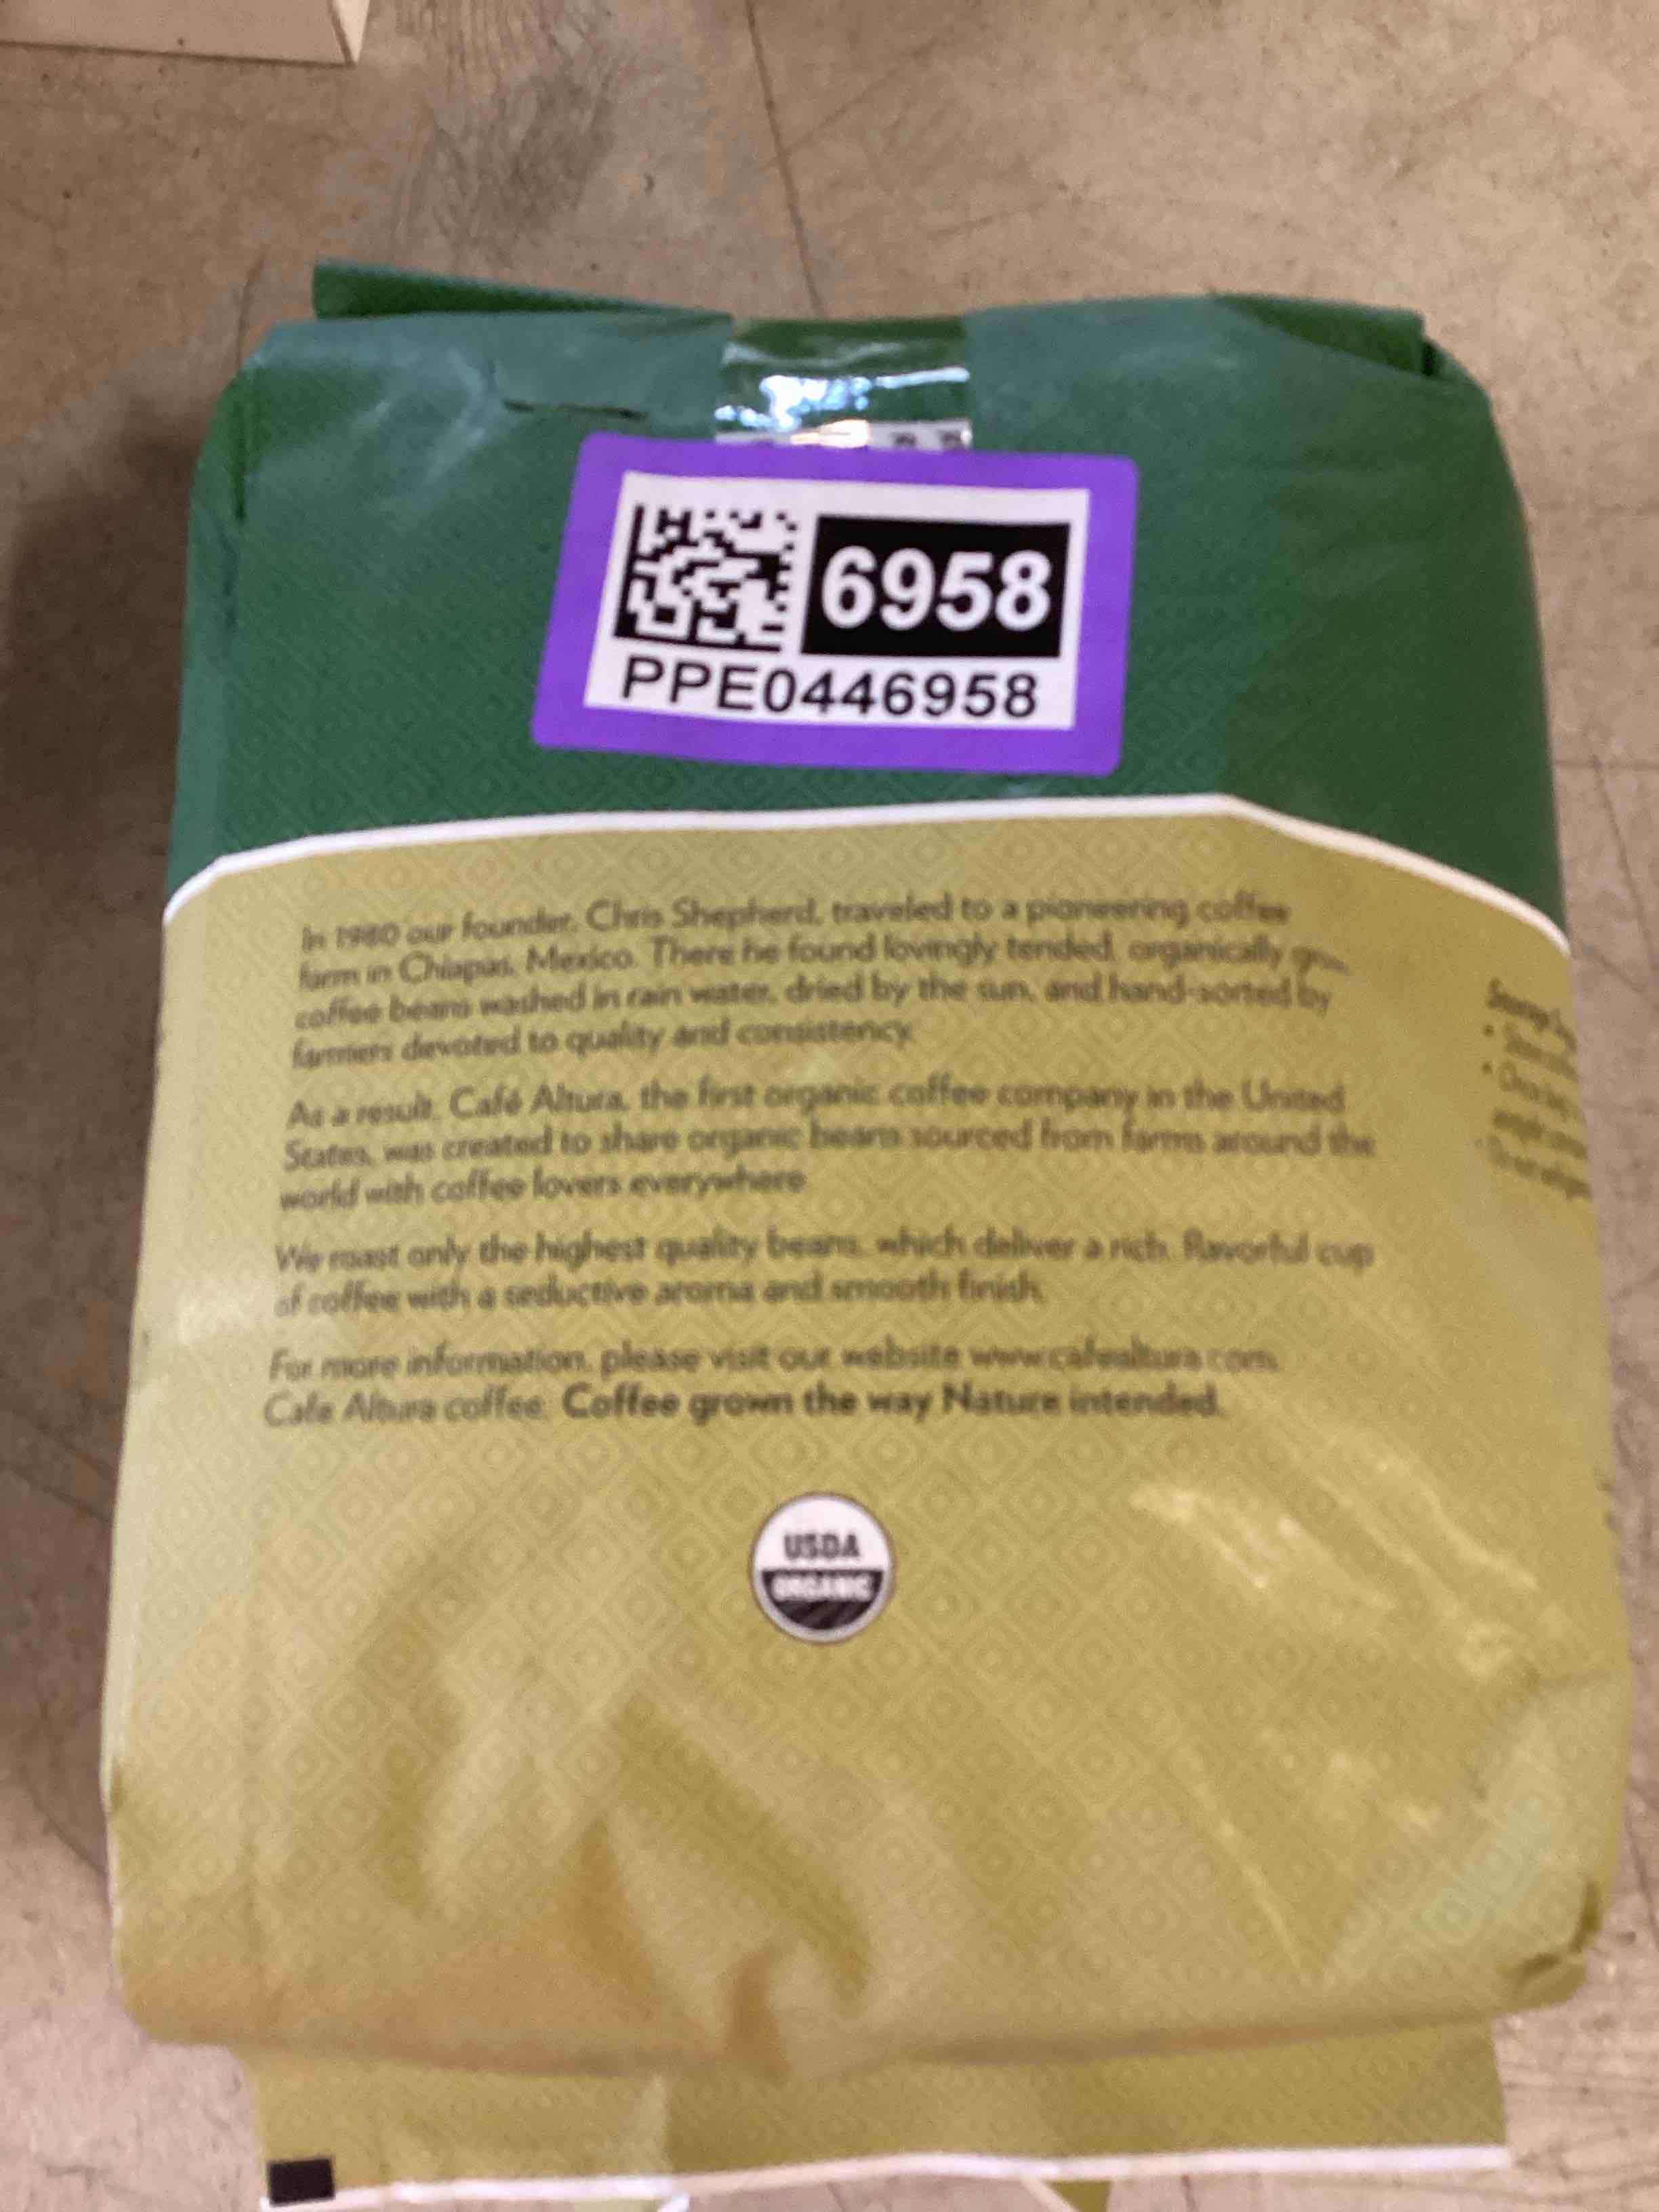 6958
PPE0446958
In 1980 our founder, Chris Shepherd, traveled to a pioneering coffee
farm in Chiapas, Mexico. There he found lovingly tended, organically
coffee beans washed in rain water, dried by the sun, and hand-sorted by
farmers devoted to quality and consistency.
As a result, Café Altura, the first organic coffee company in the United
States, was created to share organic beans sourced from farms around the
world with coffee lovers everywhere.
We roast only the highest quality beans, which deliver a rich, flavorful cup
of coffee with a seductive aroma and smooth finish.
For more information, please visit our website www.cafealtura.com.
Cafe Altura coffee. Coffee grown the way Nature intended.
USDA
ORGANIC